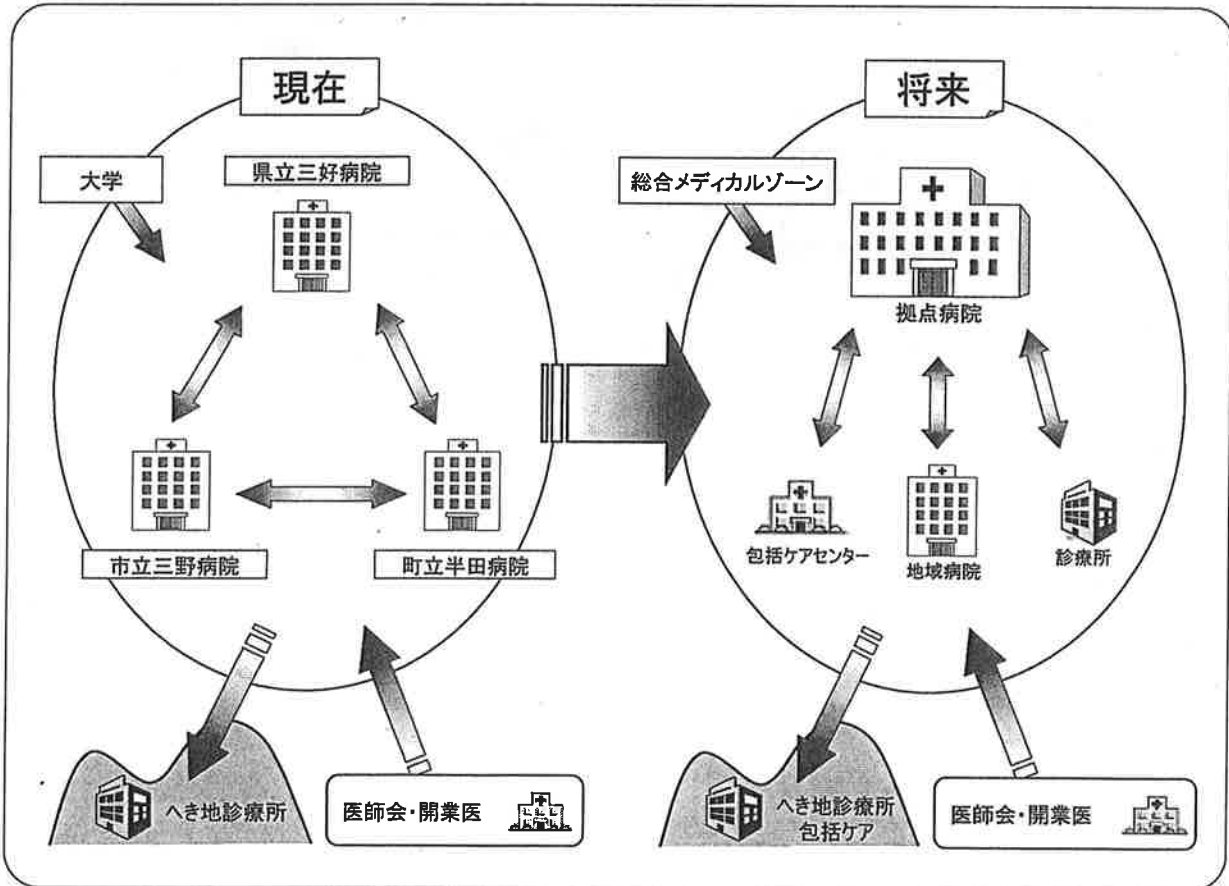 現在
大学
県立三好病院
市立三野病院
町立半田病院
へき地診療所
医師会・開業医
将来
総合メディカルゾーン
拠点病院
包括ケアセンター
地域病院
診療所
へき地診療所
包括ケア
医師会・開業医